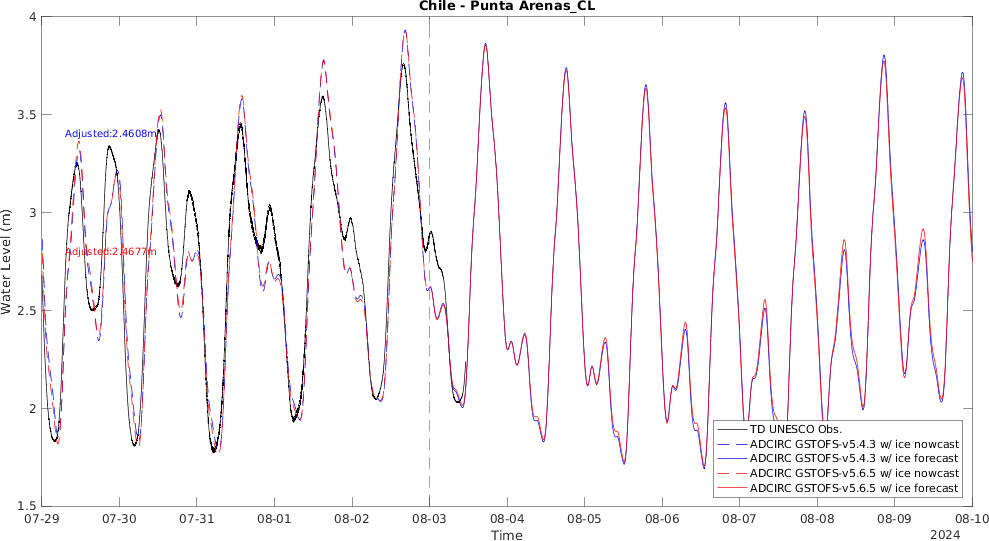 Chile - Punta Arenas_CL
4
3.5
3
2.5
2
1.5
Water Level (m)
Adjusted:2.4608m
Adjusted:2.4677m
TD UNESCO Obs.
ADCIRC GSTOFS-v5.4.3 w/ ice nowcast
ADCIRC GSTOFS-v5.4.3 w/ ice forecast
ADCIRC GSTOFS-v5.6.5 w/ ice nowcast
ADCIRC GSTOFS-v5.6.5 w/ ice forecast
07-29 07-30 07-31 08-01 08-02 08-03 08-04 08-05 08-06 08-07 08-08 08-09 08-10
Time
2024